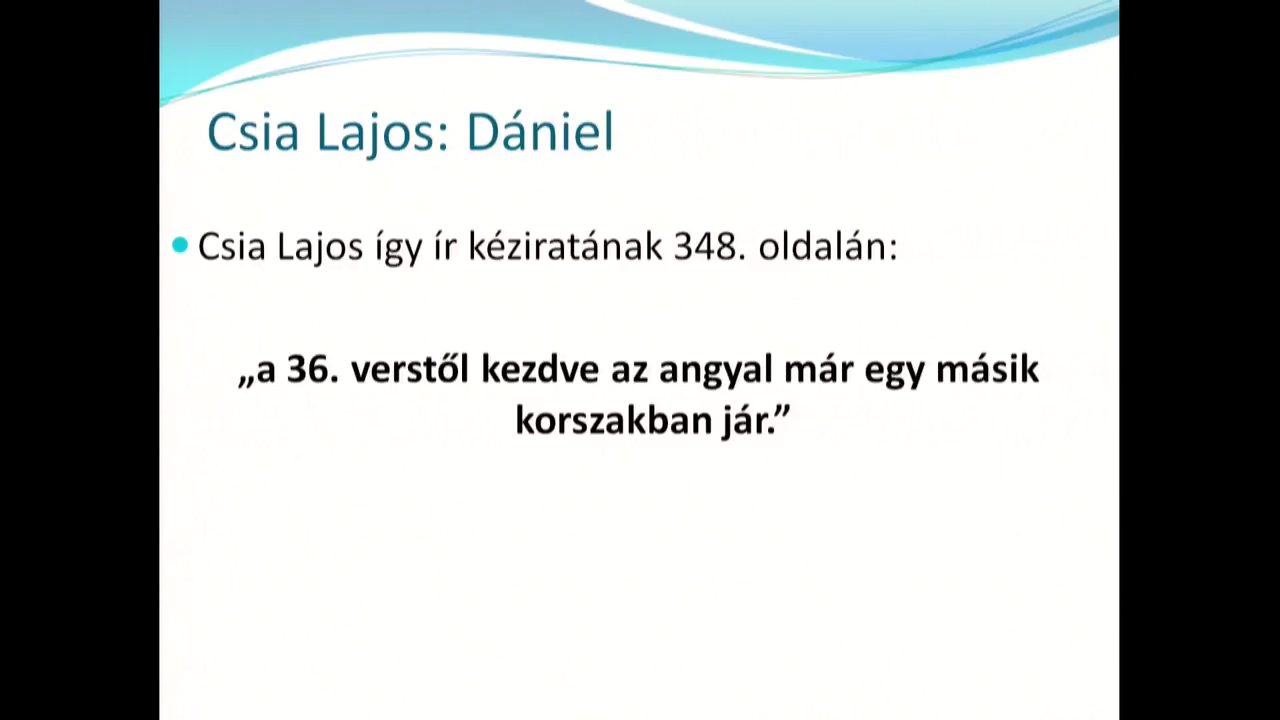 Csia Lajos: Dániel
Csia Lajos így ír kéziratának 348. oldalán:
„a 36. verstől kezdve az angyal már egy másik
korszakban jár.”